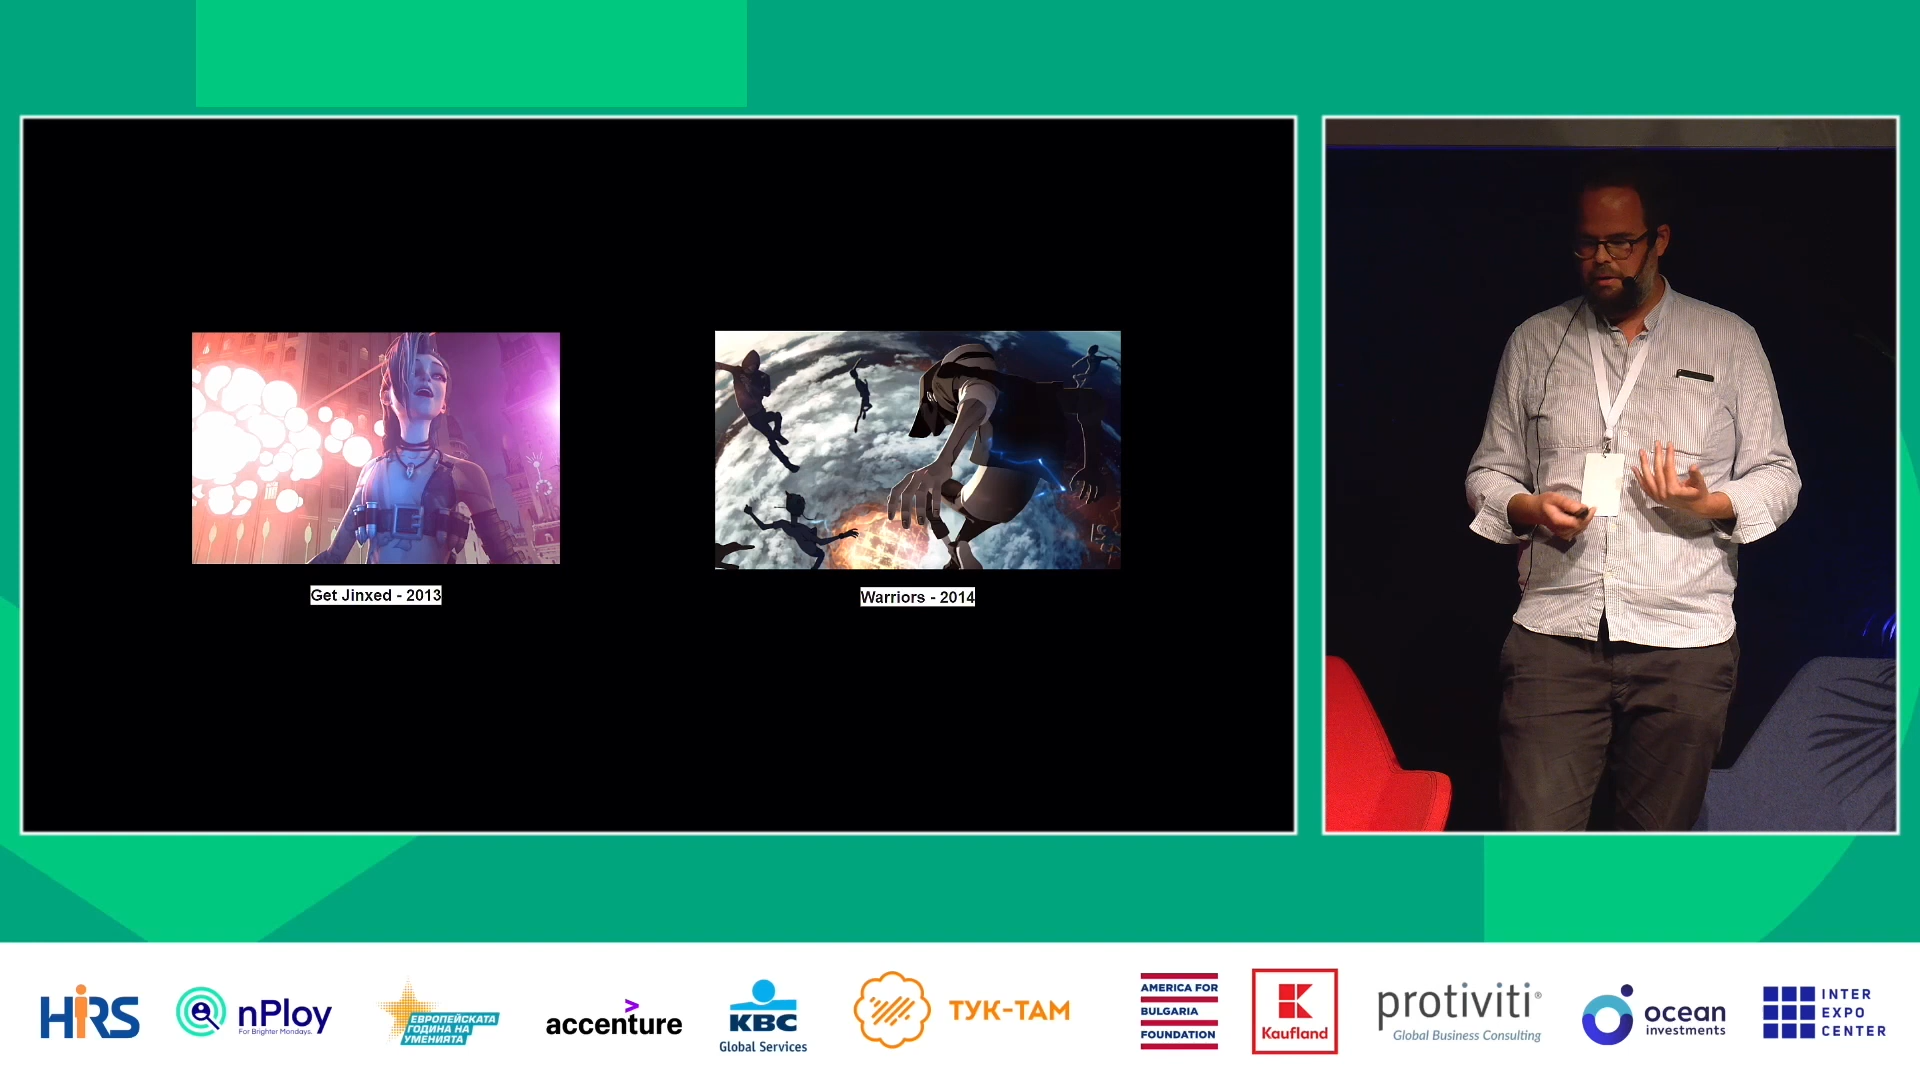 Get Jinxed - 2013
Warriors - 2014
HRS
nPloy
For Brighter Mondays.
ЕВРОПЕЙСКАТА
ГОДИНА НА
УМЕНИЯТА
accenture
KBC
Global Services
ТУК-ТАМ
AMERICA FOR
BULGARIA
FOUNDATION
Kaufland
protiviti®
Global Business Consulting
ocean
investments
INTER
EXPO
CENTER